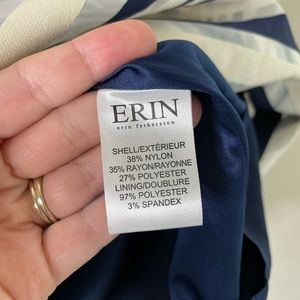 ERIN
erin fetherston
SHELL/EXTÉRIEUR
38% NYLON
35% RAYON/RAYONNE
27% POLYESTER
LINING/DOUBLURE
97% POLYESTER
3% SPANDEX